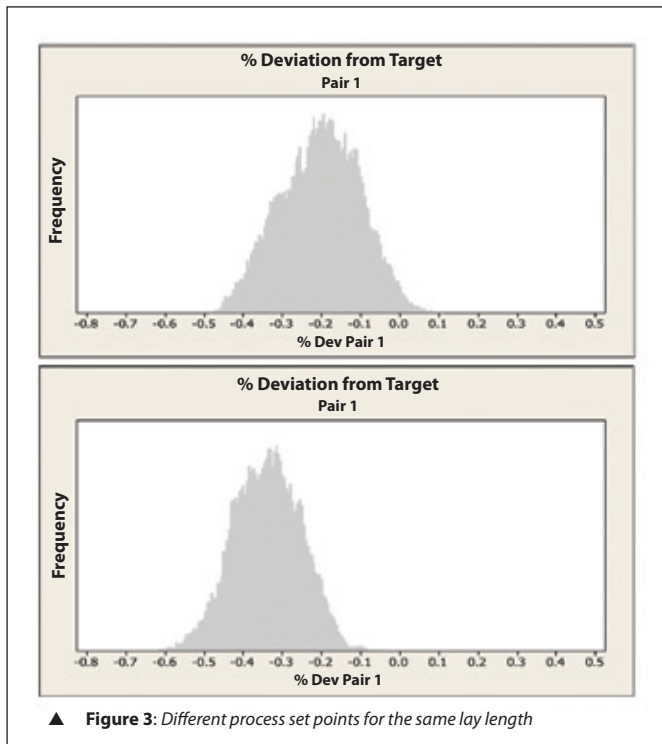 % Deviation from Target
Pair 1
Frequency
-0.8 -0.7 -0.6 -0.5 -0.4 -0.3 -0.2 -0.1 0.0 0.1 0.2 0.3 0.4 0.5
% Dev Pair 1
% Deviation from Target
Pair 1
Frequency
-0.8 -0.7 -0.6 -0.5 -0.4 -0.3 -0.2 -0.1 0.0 0.1 0.2 0.3 0.4 0.5
% Dev Pair 1
▲ Figure 3: Different process set points for the same lay length